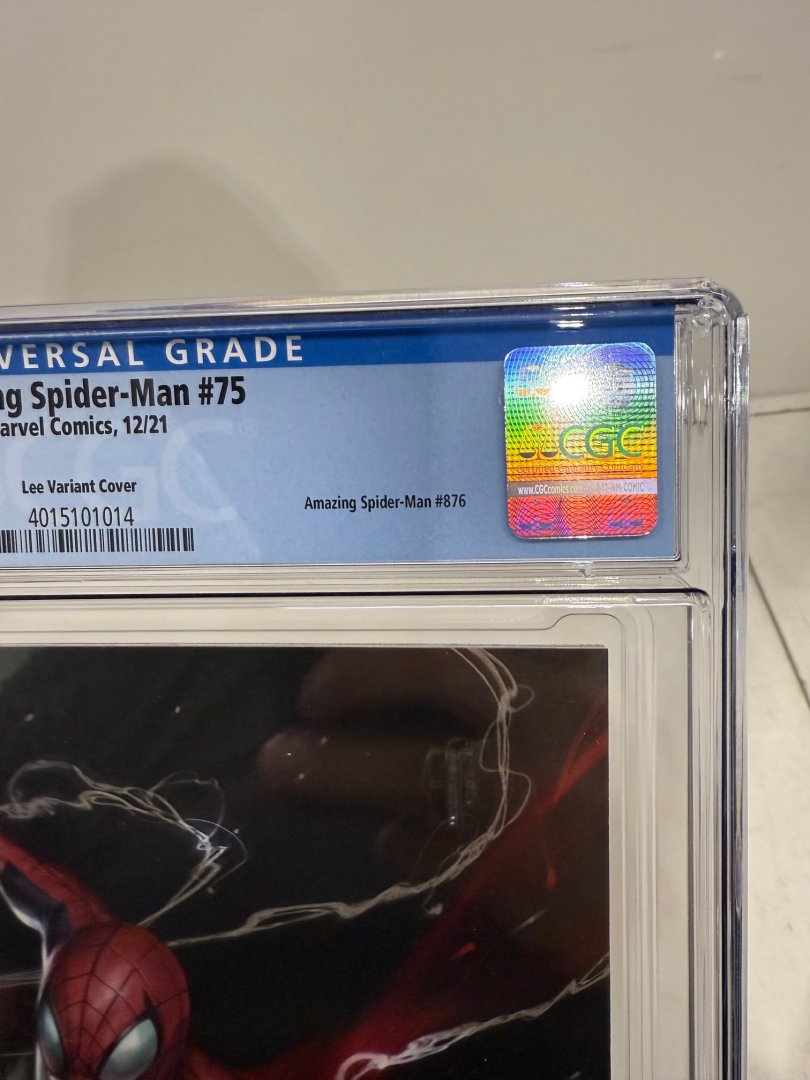 VERSAL GRADE
ng Spider-Man #75
arvel Comics, 12/21
Lee Variant Cover
Amazing Spider-Man #876
4015101014
CGC
CGC
www.CGCcomics.com